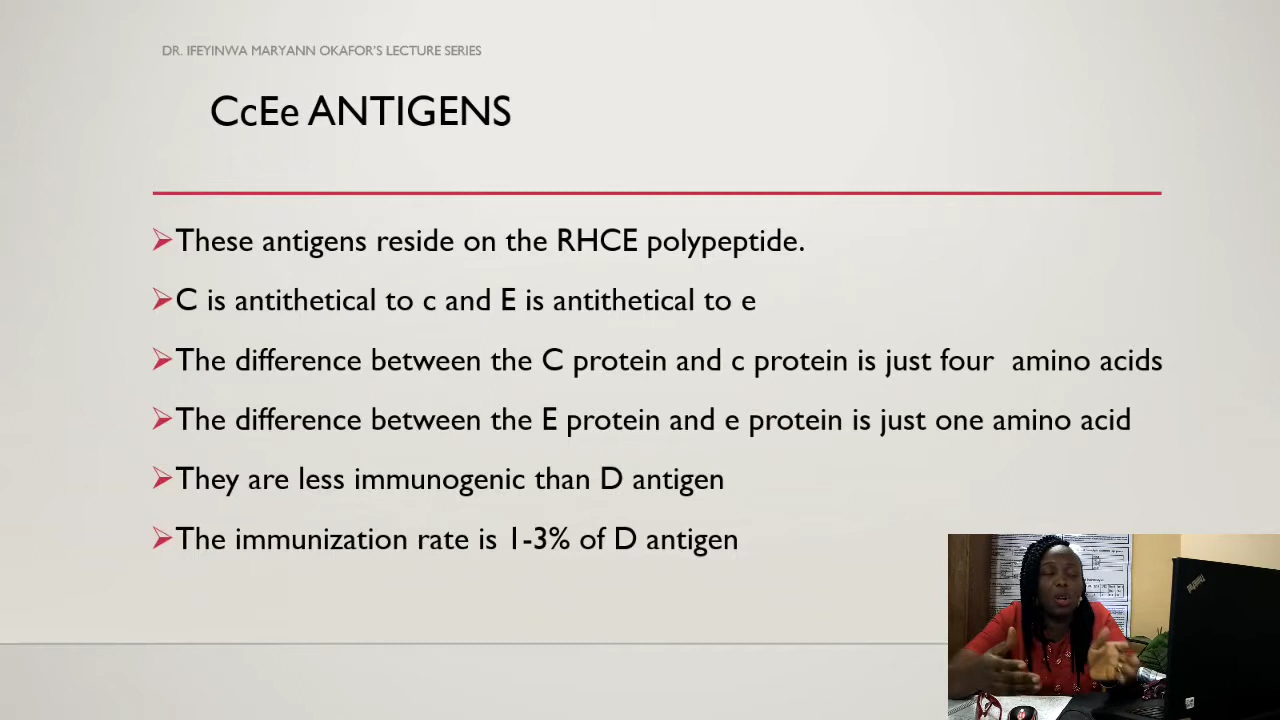 DR. IFEYINWA MARYANN OKAFOR'S LECTURE SERIES
CcEe ANTIGENS
These antigens reside on the RHCE polypeptide.
C is antithetical to c and E is antithetical to e
The difference between the C protein and c protein is just four amino acids
The difference between the E protein and e protein is just one amino acid
They are less immunogenic than D antigen
The immunization rate is 1-3% of D antigen